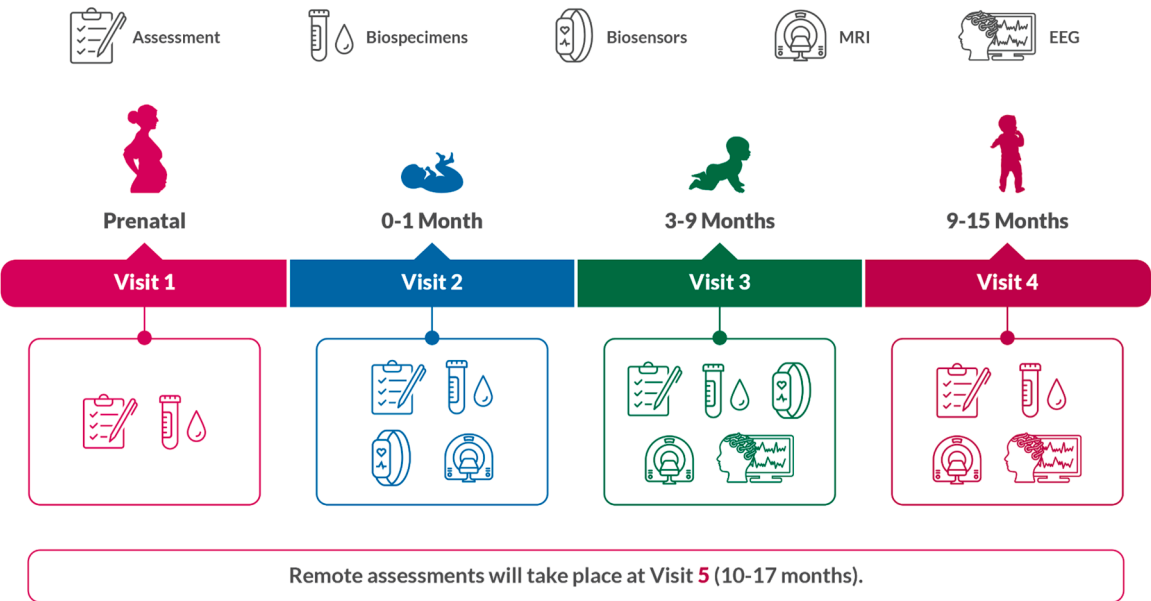 Assessment
Biospecimens
Biosensors
MRI
EEG
Prenatal
0-1 Month
3-9 Months
9-15 Months
Visit 1
Visit 2
Visit 3
Visit 4
Remote assessments will take place at Visit 5 (10-17 months).